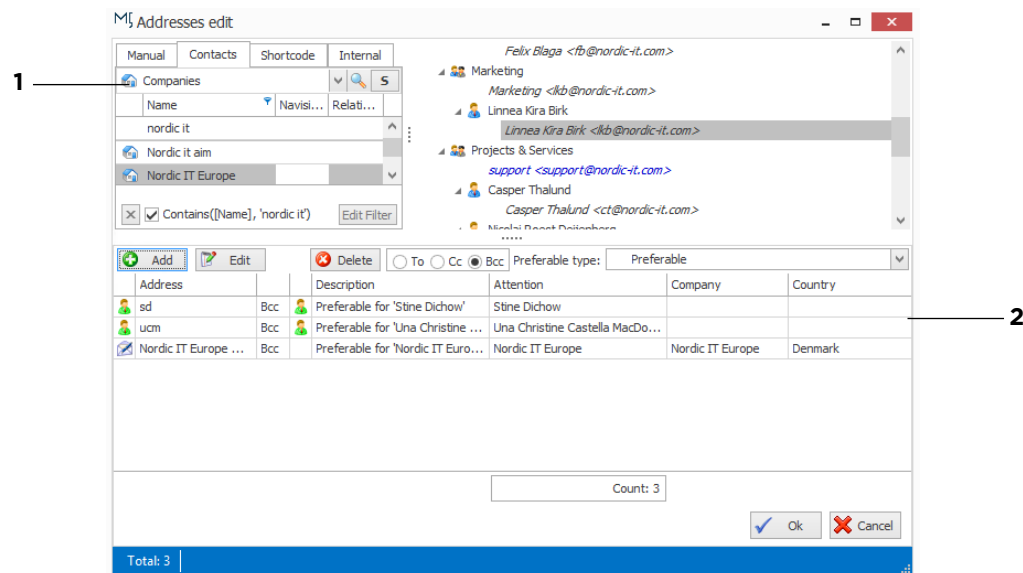 Addresses edit
Manual Contacts Shortcode Internal
1
Companies S
Name Navisi... Relati...
nordic it
Nordic it aim
Nordic IT Europe
Contains([Name], 'nordic it') Edit Filter
Felix Blaga <fb@nordic-it.com>
Marketing
Marketing <lkb@nordic-it.com>
Linnea Kira Birk
Linnea Kira Birk <lkb@nordic-it.com>
Projects & Services
support <support@nordic-it.com>
Casper Thalund
Casper Thalund <ct@nordic-it.com>
Add Edit Delete To Cc Bcc Preferable type: Preferable
Address Description Attention Company Country
sd Bcc Preferable for 'Stine Dichow' Stine Dichow
ucm Bcc Preferable for 'Una Christine ... Una Christine Castella MacDo...
2
Nordic IT Europe ... Bcc Preferable for 'Nordic IT Euro... Nordic IT Europe Nordic IT Europe Denmark
Count: 3
Ok Cancel
Total: 3